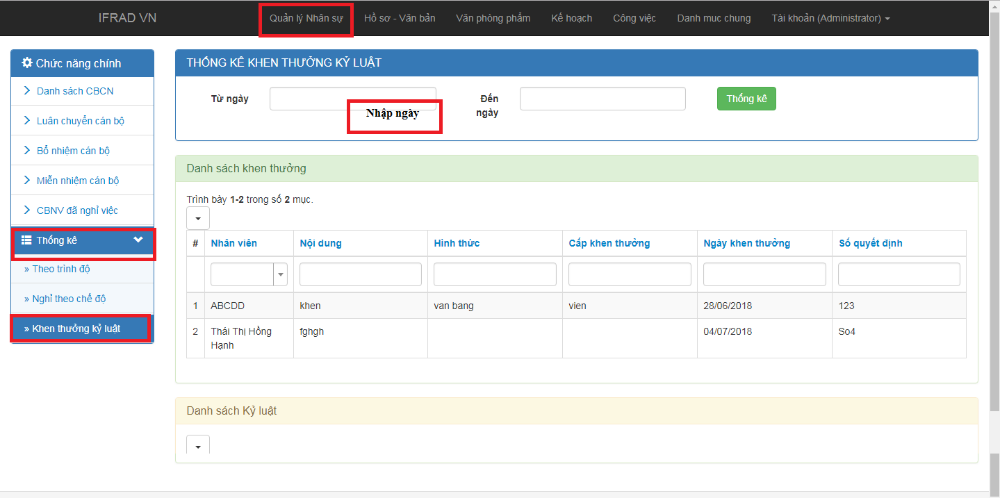 IFRAD VN Quản lý Nhân sự Hồ sơ - Văn bản Văn phòng phẩm Kế hoạch Công việc Danh mục chung Tài khoản (Administrator)
Chức năng chính
Danh sách CBCN
Luân chuyển cán bộ
Bổ nhiệm cán bộ
Miễn nhiệm cán bộ
CBNV đã nghỉ việc
Thống kê
» Theo trình độ
» Nghỉ theo chế độ
» Khen thưởng kỷ luật
THỐNG KÊ KHEN THƯỞNG KỶ LUẬT
Từ ngày
Nhập ngày
Đến
ngày
Thống kê
Danh sách khen thưởng
Trình bày 1-2 trong số 2 mục.
# Nhân viên Nội dung Hình thức Cấp khen thưởng Ngày khen thưởng Số quyết định
1 ABCDD khen van bang vien 28/06/2018 123
2 Thái Thị Hồng fghgh 04/07/2018 So4
Hạnh
Danh sách Kỷ luật